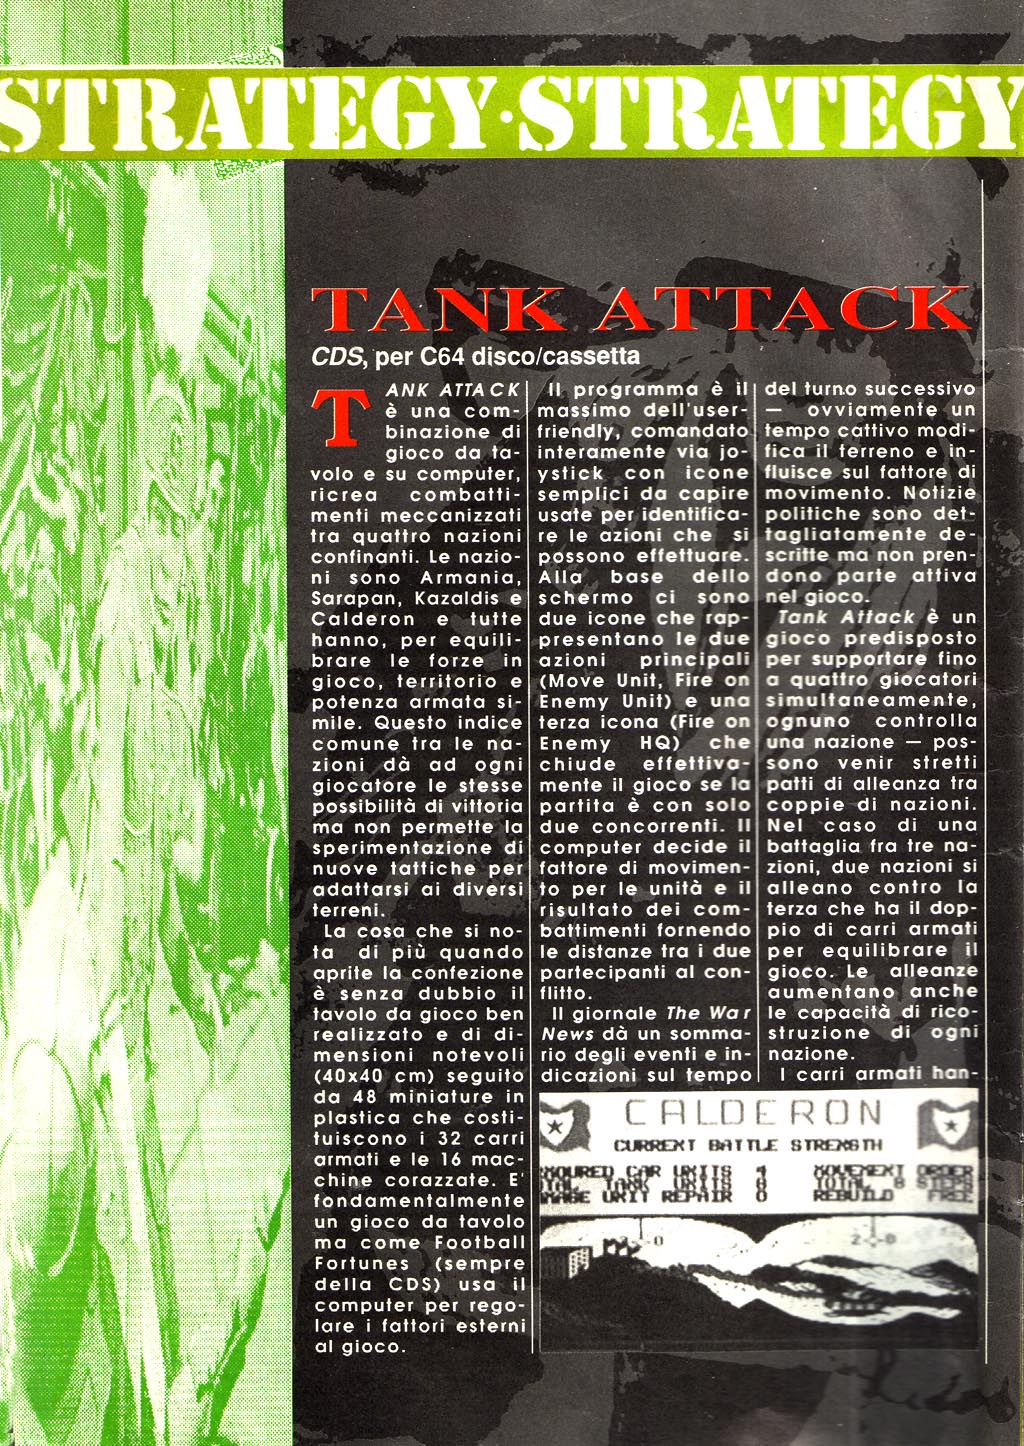 STRATEGY·STRATEGY
TANK ATTACK
CDS, per C64 disco/cassetta
TANK ATTACK
è una com-
binazione di
gioco da ta-
volo e su computer,
ricrea combatti-
menti meccanizzati
tra quattro nazioni
confinanti. Le nazio-
ni sono Armania,
Sarapan, Kazaldis e
Calderon e tutte
hanno, per equili-
brare le forze in
gioco, territorio e
potenza armata si-
mile. Questo indice
comune tra le na-
zioni dà ad ogni
giocatore le stesse
possibilità di vittoria
ma non permette la
sperimentazione di
nuove tattiche per
adattarsi ai diversi
terreni.
La cosa che si no-
ta di più quando
aprite la confezione
è senza dubbio il
tavolo da gioco ben
realizzato e di di-
mensioni notevoli
(40x40 cm) seguito
da 48 miniature in
plastica che costi-
tuiscono i 32 carri
armati e le 16 mac-
chine corazzate. E'
fondamentalmente
un gioco da tavolo
ma come Football
Fortunes (sempre
della CDS) usa il
computer per rego-
lare i fattori esterni
al gioco.
Il programma è il
massimo dell'user-
friendly, comandato
interamente via jo-
ystick con icone
semplici da capire
usate per identifica-
re le azioni che si
possono effettuare.
Alla base dello
schermo ci sono
due icone che rap-
presentano le due
azioni principali
(Move Unit, Fire on
Enemy Unit) e una
terza icona (Fire on
Enemy HQ) che
chiude effettiva-
mente il gioco se la
partita è con solo
due concorrenti. Il
computer decide il
fattore di movimen-
to per le unità e il
risultato dei com-
battimenti fornendo
le distanze tra i due
partecipanti al con-
flitto.
Il giornale The War
News dà un somma-
rio degli eventi e in-
dicazioni sul tempo
del turno successivo
— ovviamente un
tempo cattivo modi-
fica il terreno e in-
fluisce sul fattore di
movimento. Notizie
politiche sono det-
tagliatamente de-
scritte ma non pren-
dono parte attiva
nel gioco.
Tank Attack è un
gioco predisposto
per supportare fino
a quattro giocatori
simultaneamente,
ognuno controlla
una nazione — pos-
sono venir stretti
patti di alleanza tra
coppie di nazioni.
Nel caso di una
battaglia fra tre na-
zioni, due nazioni si
alleano contro la
terza che ha il dop-
pio di carri armati
per equilibrare il
gioco. Le alleanze
aumentano anche
le capacità di rico-
struzione di ogni
nazione.
I carri armati han-
CALDERON
CURRENT BATTLE STRENGTH
CAR UNITS 4 MOVEMENT ORDER
TANK UNITS 8 TOTAL 8 STEPS
UNIT REPAIR 0 REBUILD FREE